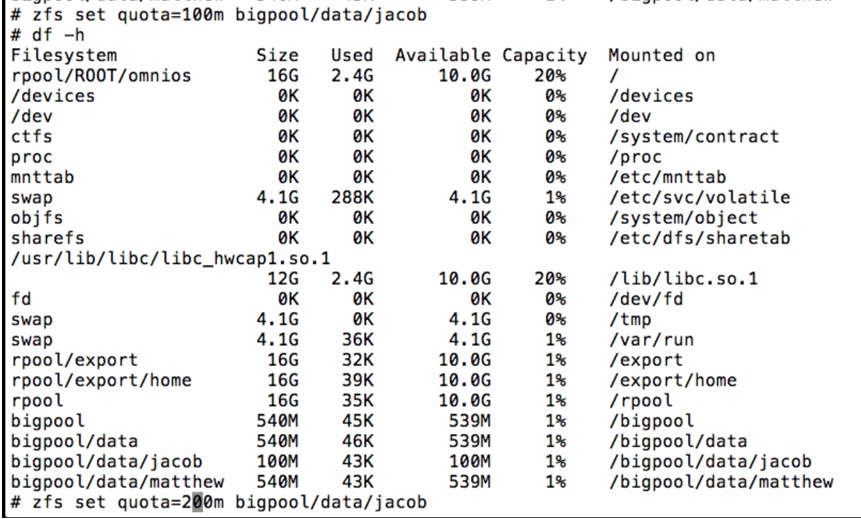 # zfs set quota=100m bigpool/data/jacob
# df -h
Filesystem Size Used Available Capacity Mounted on
rpool/ROOT/omnios 16G 2.4G 10.0G 20% /
/devices 0K 0K 0K 0% /devices
/dev 0K 0K 0K 0% /dev
ctfs 0K 0K 0K 0% /system/contract
proc 0K 0K 0K 0% /proc
mnttab 0K 0K 0K 0% /etc/mnttab
swap 4.1G 288K 4.1G 1% /etc/svc/volatile
objfs 0K 0K 0K 0% /system/object
sharefs 0K 0K 0K 0% /etc/dfs/sharetab
/usr/lib/libc/libc_hwcap1.so.1
12G 2.4G 10.0G 20% /lib/libc.so.1
fd 0K 0K 0K 0% /dev/fd
swap 4.1G 0K 4.1G 0% /tmp
swap 4.1G 36K 4.1G 1% /var/run
rpool/export 16G 32K 10.0G 1% /export
rpool/export/home 16G 39K 10.0G 1% /export/home
rpool 16G 35K 10.0G 1% /rpool
bigpool 540M 45K 539M 1% /bigpool
bigpool/data 540M 46K 539M 1% /bigpool/data
bigpool/data/jacob 100M 43K 100M 1% /bigpool/data/jacob
bigpool/data/matthew 540M 43K 539M 1% /bigpool/data/matthew
# zfs set quota=200m bigpool/data/jacob